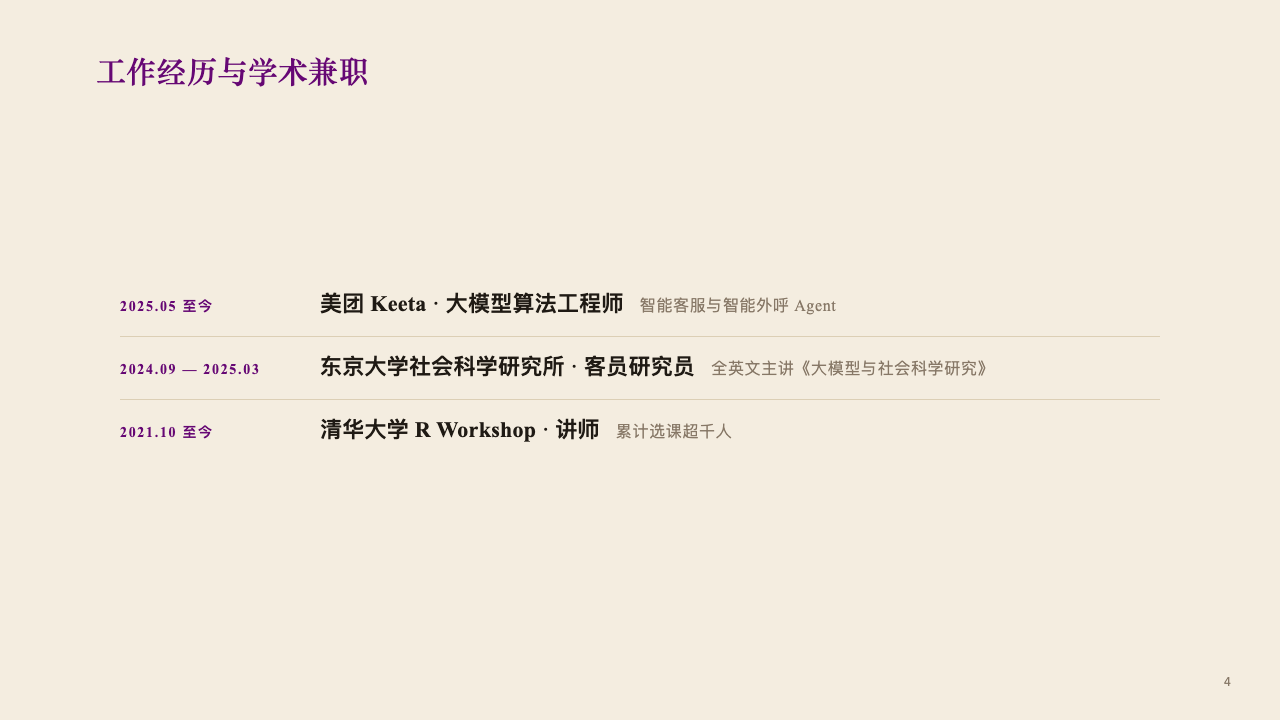 工作经历与学术兼职
2025.05 至今 美团 Keeta · 大模型算法工程师 智能客服与智能外呼 Agent
2024.09 — 2025.03 东京大学社会科学研究所 · 客员研究员 全英文主讲《大模型与社会科学研究》
2021.10 至今 清华大学 R Workshop · 讲师 累计选课超千人
4